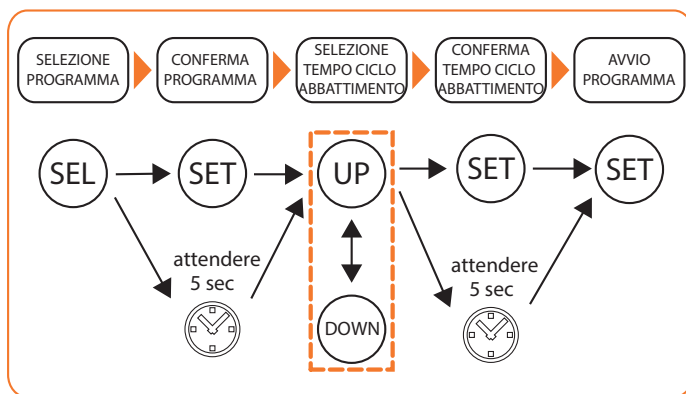 SELEZIONE
PROGRAMMA
CONFERMA
PROGRAMMA
SELEZIONE
TEMPO CICLO
ABBATTIMENTO
CONFERMA
TEMPO CICLO
ABBATTIMENTO
AVVIO
PROGRAMMA
SEL
SET
UP
SET
SET
attendere
5 sec
DOWN
attendere
5 sec